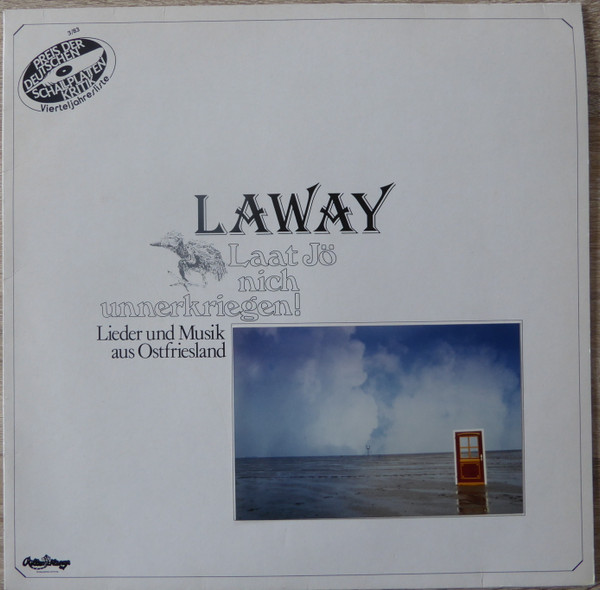 3/83
PREIS DER
DEUTSCHEN
SCHALLPLATTEN
KRITIK
Vierteljahresliste
LAWAY
Laat Jö
nich
unnerkriegen!
Lieder und Musik
aus Ostfriesland